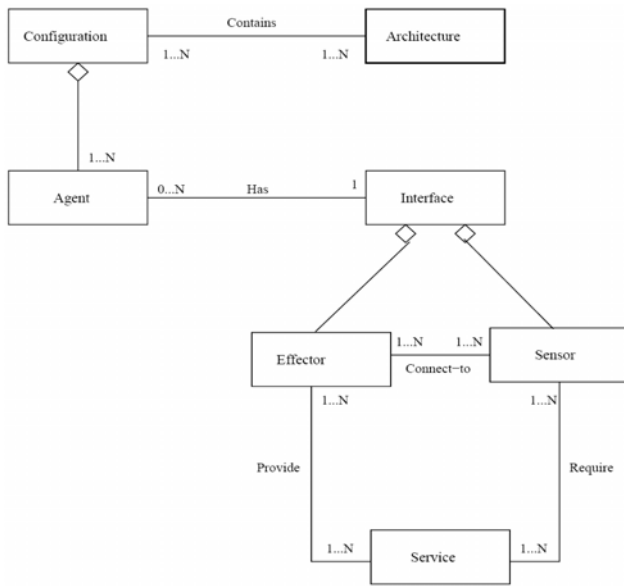 Configuration
Contains
Architecture
1...N
1...N
1...N
Agent
0...N
Has
1
Interface
Effector
1...N
1...N
Sensor
Connect-to
1...N
1...N
Provide
Require
1...N
Service
1...N